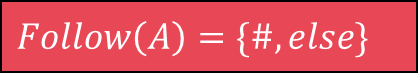 Follow(A) = {#, else}